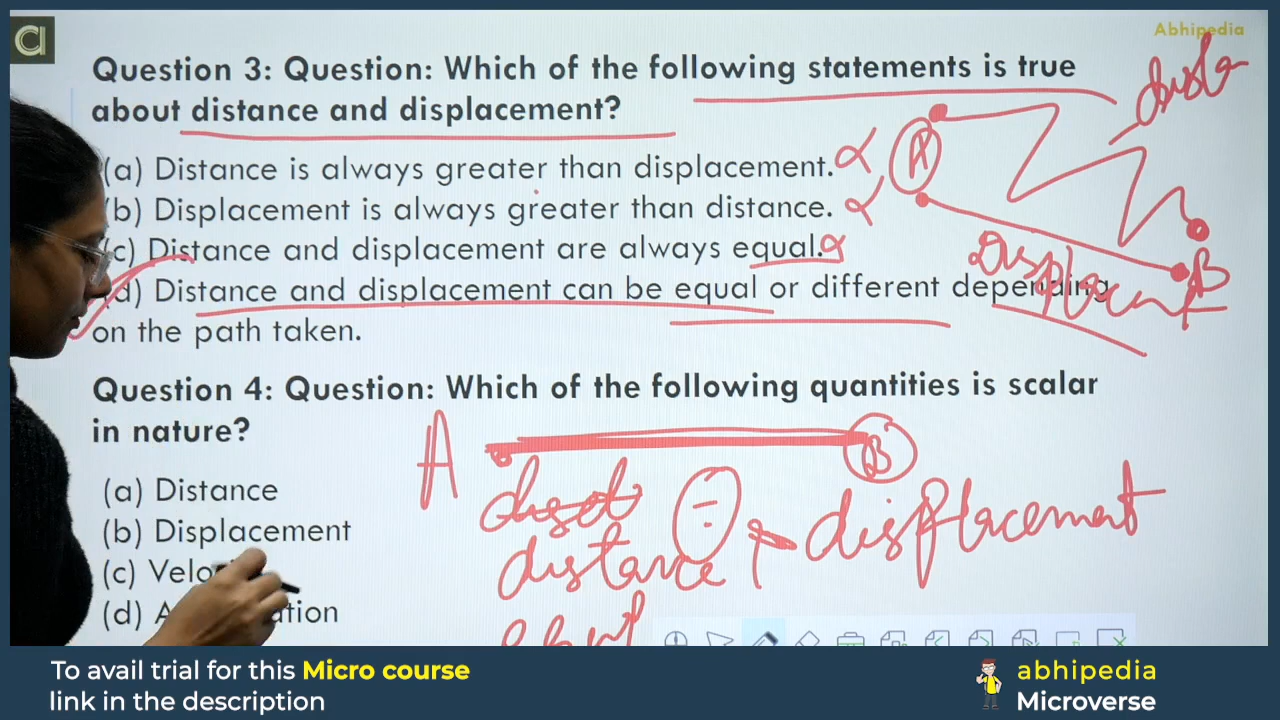 Abhipedia
Question 3: Question: Which of the following statements is true
about distance and displacement?
(a) Distance is always greater than displacement.
(b) Displacement is always greater than distance.
(c) Distance and displacement are always equal.
(d) Distance and displacement can be equal or different depending
on the path taken.
A
B
Displacement
Question 4: Question: Which of the following quantities is scalar
in nature?
A
B
(a) Distance
(b) Displacement
(c)
(d)
distance
displacement
To avail trial for this Micro course
link in the description
abhipedia
Microverse